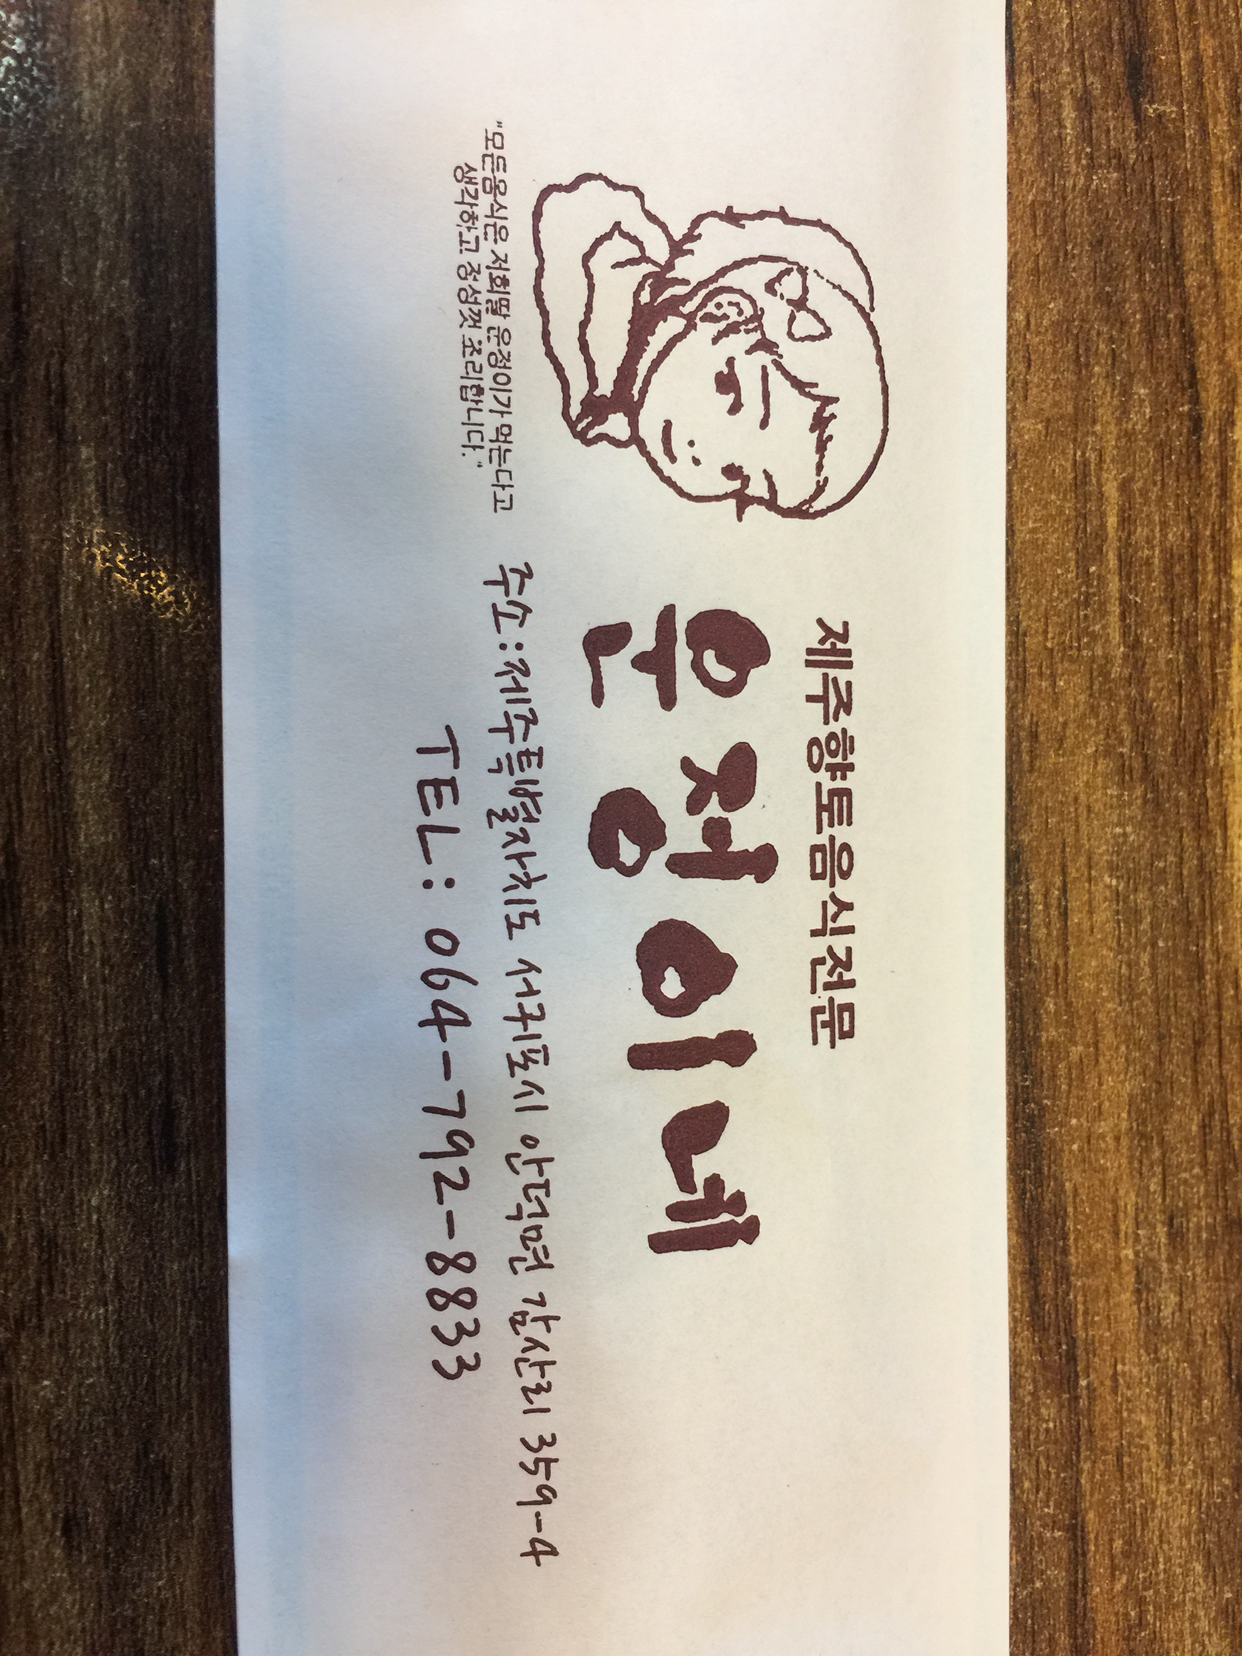 제주향토음식전문
운정이네
"모든음식은 저희딸 운정이가 먹는다고
생각하고 정성껏 조리합니다."
주소:제주특별자치도 서귀포시 안덕면 감산리 359-4
TEL: 064-792-8833